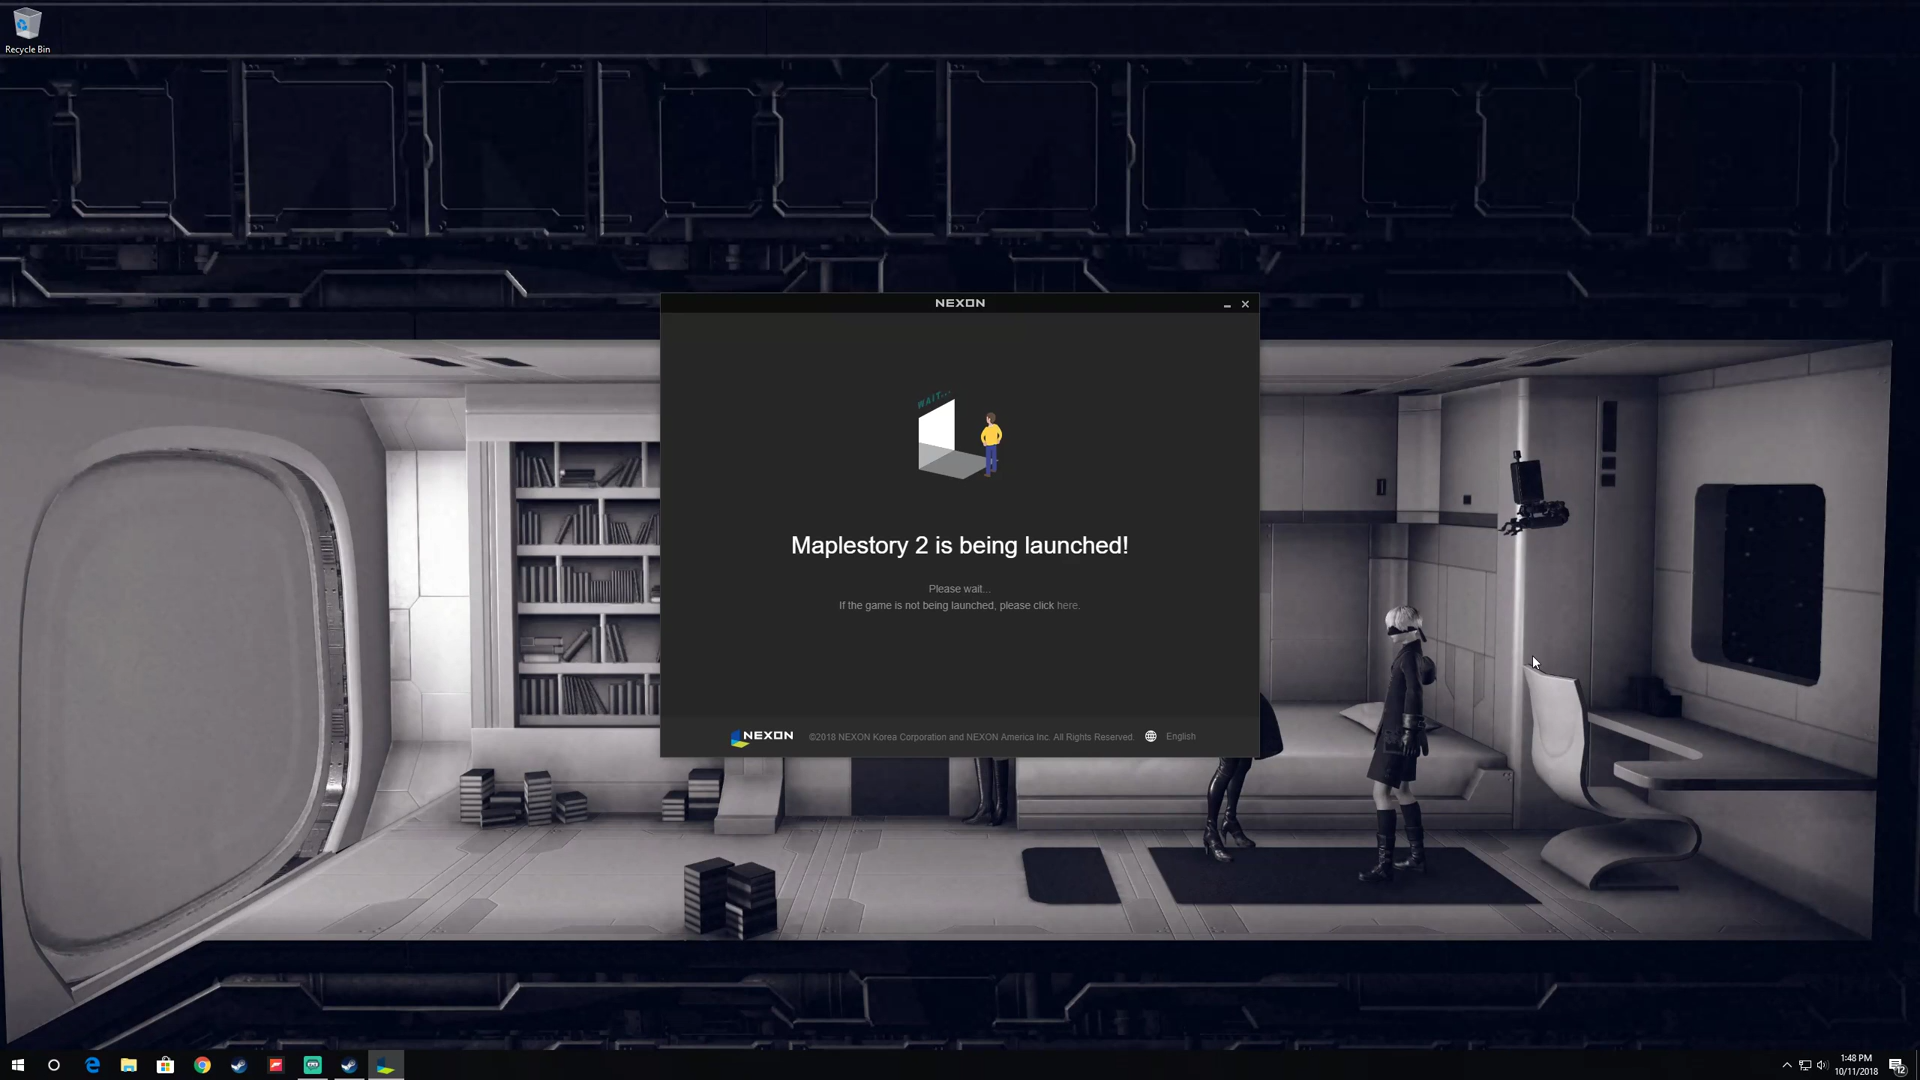 Recycle Bin
NEXON
WAIT...
Maplestory 2 is being launched!
Please wait...
If the game is not being launched, please click here.
NEXON
©2018 NEXON Korea Corporation and NEXON America Inc. All Rights Reserved.
English
1:48 PM
10/11/2018
12